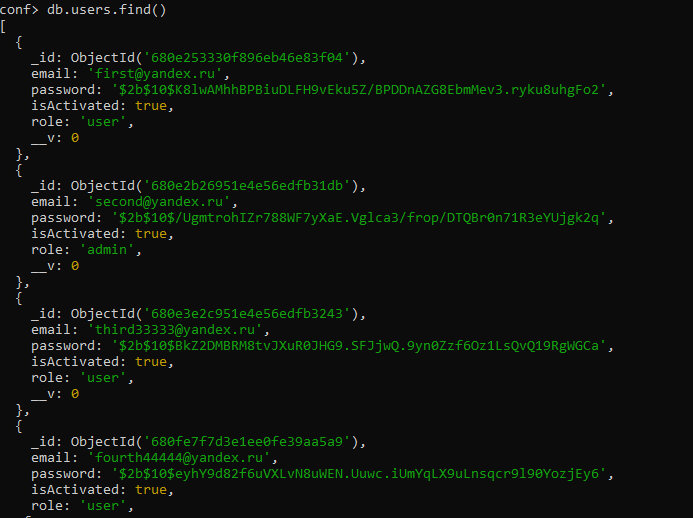 conf> db.users.find()
[
  {
    _id: ObjectId('680e253330f896eb46e83f04'),
    email: 'first@yandex.ru',
    password: '$2b$10$K8lwAMhhBPBiuDLFH9vEku5Z/BPDDnAZG8EbmMev3.ryku8uhgFo2',
    isActivated: true,
    role: 'user',
    __v: 0
  },
  {
    _id: ObjectId('680e2b26951e4e56edfb31db'),
    email: 'second@yandex.ru',
    password: '$2b$10$/UgmtrohIZr788WF7yXaE.Vglca3/frop/DTQBr0n71R3eYUjgk2q',
    isActivated: true,
    role: 'admin',
    __v: 0
  },
  {
    _id: ObjectId('680e3e2c951e4e56edfb3243'),
    email: 'third33333@yandex.ru',
    password: '$2b$10$BkZ2DMBRM8tvJXuR0JHG9.SFJjwQ.9yn0Zzf6Oz1LsQvQ19RgWGCa',
    isActivated: true,
    role: 'user',
    __v: 0
  },
  {
    _id: ObjectId('680fe7f7d3e1ee0fe39aa5a9'),
    email: 'fourth44444@yandex.ru',
    password: '$2b$10$eyhY9d82f6uVXLvN8uWEN.Uuwc.iUmYqLX9uLnsqcr9l90YozjEy6',
    isActivated: true,
    role: 'user',